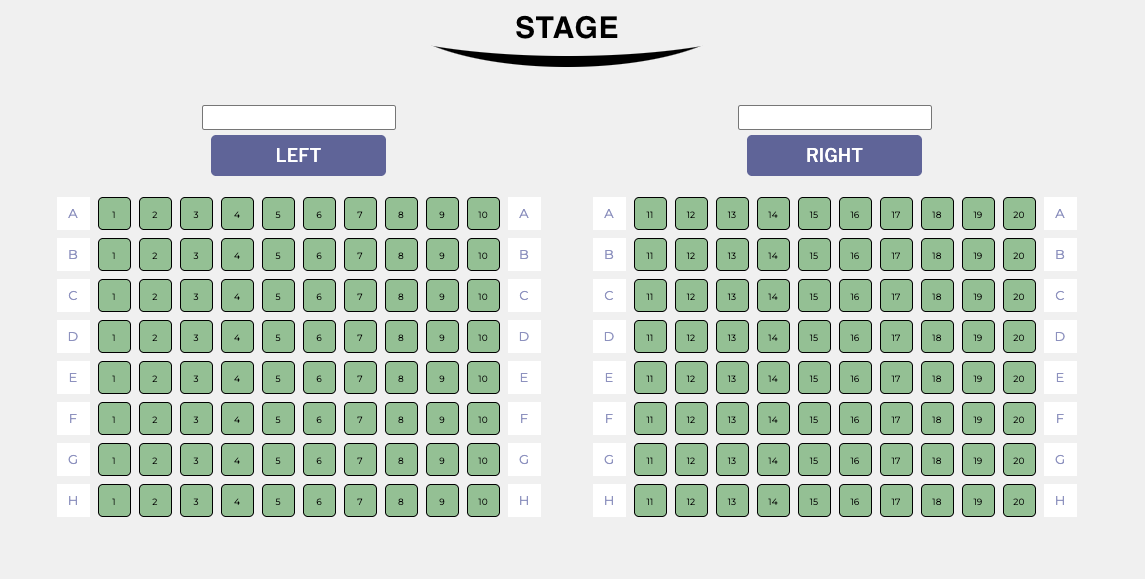 STAGE
LEFT
RIGHT
A 1 2 3 4 5 6 7 8 9 10 A A 11 12 13 14 15 16 17 18 19 20 A
B 1 2 3 4 5 6 7 8 9 10 B B 11 12 13 14 15 16 17 18 19 20 B
C 1 2 3 4 5 6 7 8 9 10 C C 11 12 13 14 15 16 17 18 19 20 C
D 1 2 3 4 5 6 7 8 9 10 D D 11 12 13 14 15 16 17 18 19 20 D
E 1 2 3 4 5 6 7 8 9 10 E E 11 12 13 14 15 16 17 18 19 20 E
F 1 2 3 4 5 6 7 8 9 10 F F 11 12 13 14 15 16 17 18 19 20 F
G 1 2 3 4 5 6 7 8 9 10 G G 11 12 13 14 15 16 17 18 19 20 G
H 1 2 3 4 5 6 7 8 9 10 H H 11 12 13 14 15 16 17 18 19 20 H